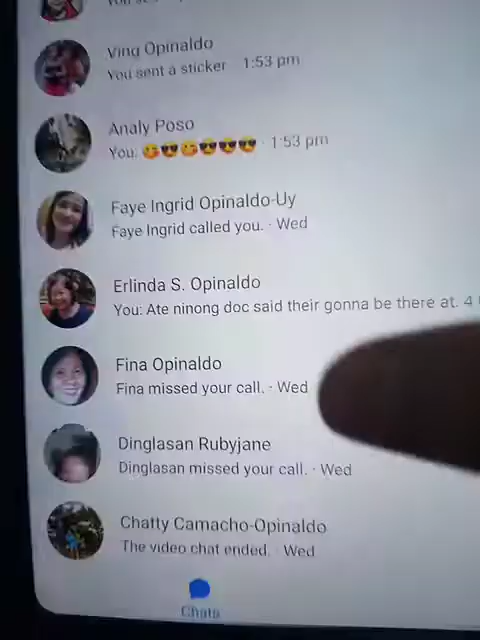 Ving Opinaldo
You sent a sticker · 1:53 pm
Analy Poso
You: 😘😎😘😎😎😎 · 1:53 pm
Faye Ingrid Opinaldo-Uy
Faye Ingrid called you. · Wed
Erlinda S. Opinaldo
You: Ate ninong doc said their gonna be there at. 4
Fina Opinaldo
Fina missed your call. · Wed
Dinglasan Rubyjane
Dinglasan missed your call. · Wed
Chatty Camacho-Opinaldo
The video chat ended. · Wed
Chats